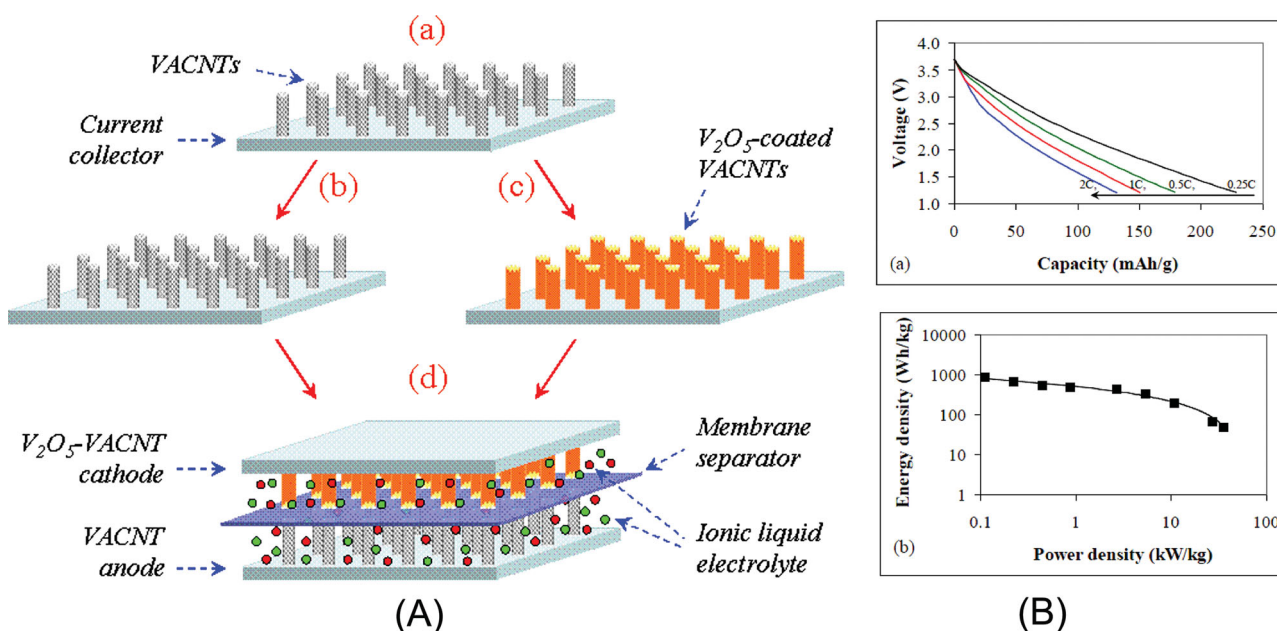 (a)
VACNTs
Current
collector
(b)
(c)
V₂O₅-coated
VACNTs
(d)
V₂O₅-VACNT
cathode
VACNT
anode
Membrane
separator
Ionic liquid
electrolyte
(A)
4.0
3.5
3.0
2.5
2.0
1.5
1.0
Voltage (V)
2C, 1C, 0.5C, 0.25C
0 50 100 150 200 250
(a) Capacity (mAh/g)
10000
1000
100
10
1
Energy density (Wh/kg)
0.1 1 10 100
(b) Power density (kW/kg)
(B)